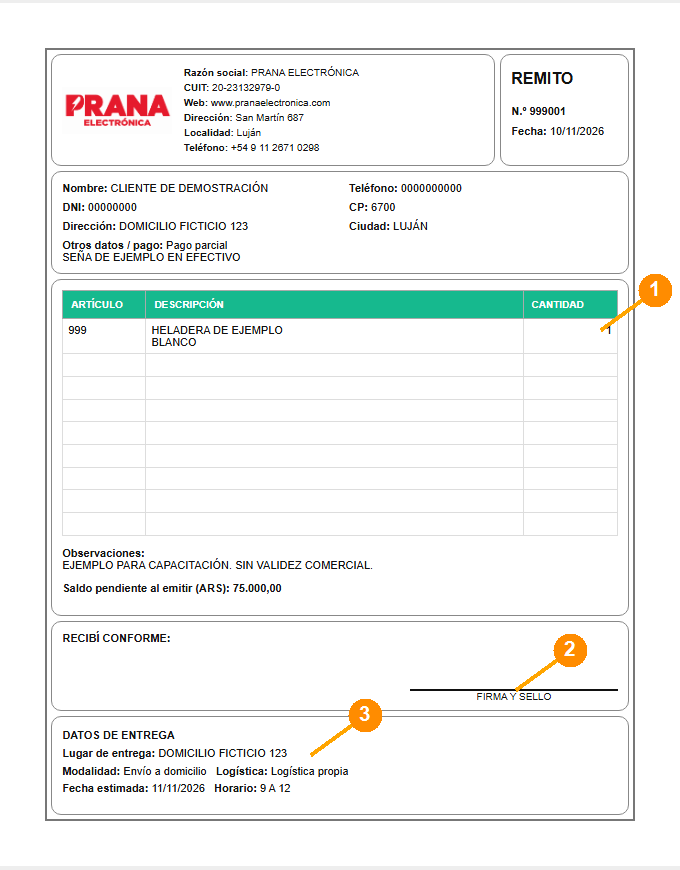 PRANA
ELECTRÓNICA
Razón social: PRANA ELECTRÓNICA
CUIT: 20-23132979-0
Web: www.pranaelectronica.com
Dirección: San Martín 687
Localidad: Luján
Teléfono: +54 9 11 2671 0298
REMITO
N.º 999001
Fecha: 10/11/2026
Nombre: CLIENTE DE DEMOSTRACIÓN
Teléfono: 0000000000
DNI: 00000000
CP: 6700
Dirección: DOMICILIO FICTICIO 123
Ciudad: LUJÁN
Otros datos / pago: Pago parcial
SEÑA DE EJEMPLO EN EFECTIVO
1
ARTÍCULO DESCRIPCIÓN CANTIDAD
999 HELADERA DE EJEMPLO 1
BLANCO
Observaciones:
EJEMPLO PARA CAPACITACIÓN. SIN VALIDEZ COMERCIAL.
Saldo pendiente al emitir (ARS): 75.000,00
RECIBÍ CONFORME:
2
FIRMA Y SELLO
3
DATOS DE ENTREGA
Lugar de entrega: DOMICILIO FICTICIO 123
Modalidad: Envío a domicilio Logística: Logística propia
Fecha estimada: 11/11/2026 Horario: 9 A 12